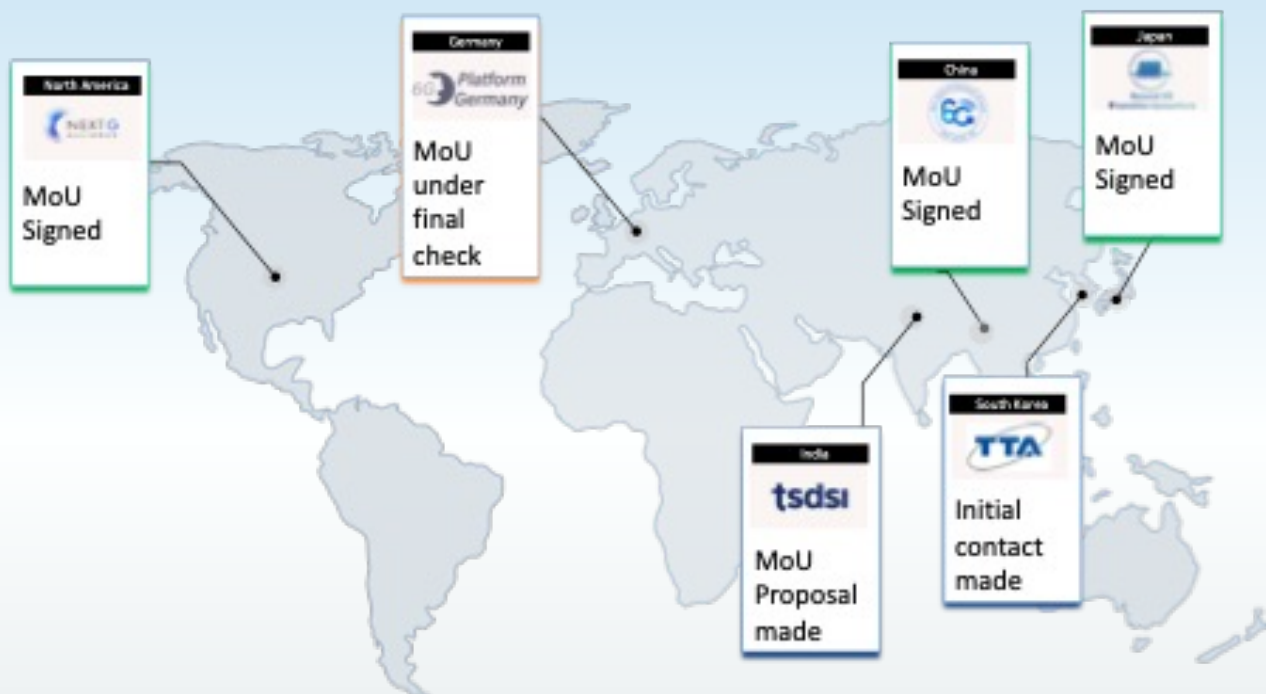 North America
NEXT G
ALLIANCE
MoU
Signed
Germany
6G Platform
Germany
MoU
under
final
check
China
6G
MoU
Signed
Japan
MoU
Signed
India
tsdsi
MoU
Proposal
made
South Korea
TTA
Initial
contact
made